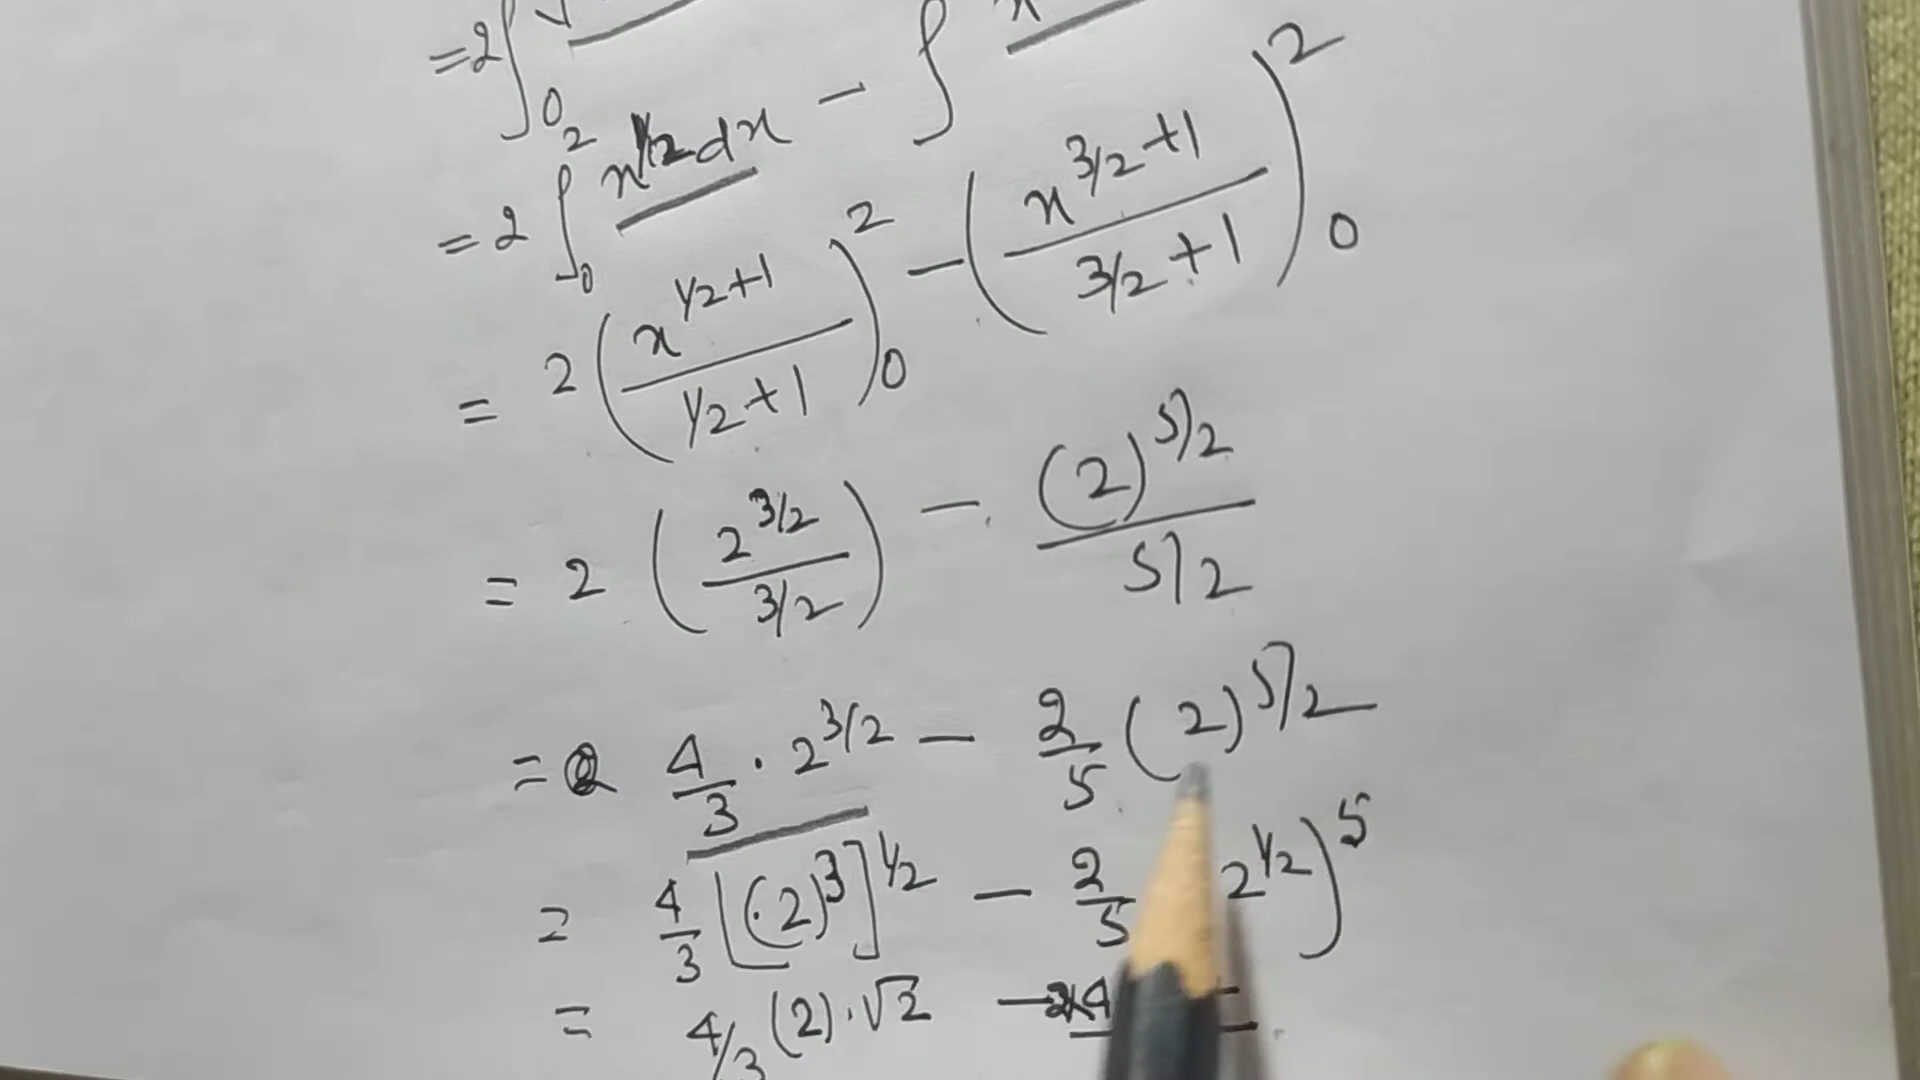 =2∫₀ √ - ∫ x
=2 ∫₀² x^1/2 dx
= 2(x^1/2+1 / 1/2+1)₀² - (x^3/2+1 / 3/2+1)₀²
= 2 (2^3/2 / 3/2) - (2)^5/2 / 5/2
= 4/3 · 2^3/2 - 2/5 (2)^5/2
= 4/3 [(2)^3]^1/2 - 2/5 2^1/2)^5
= 4/3 (2)·√2 -